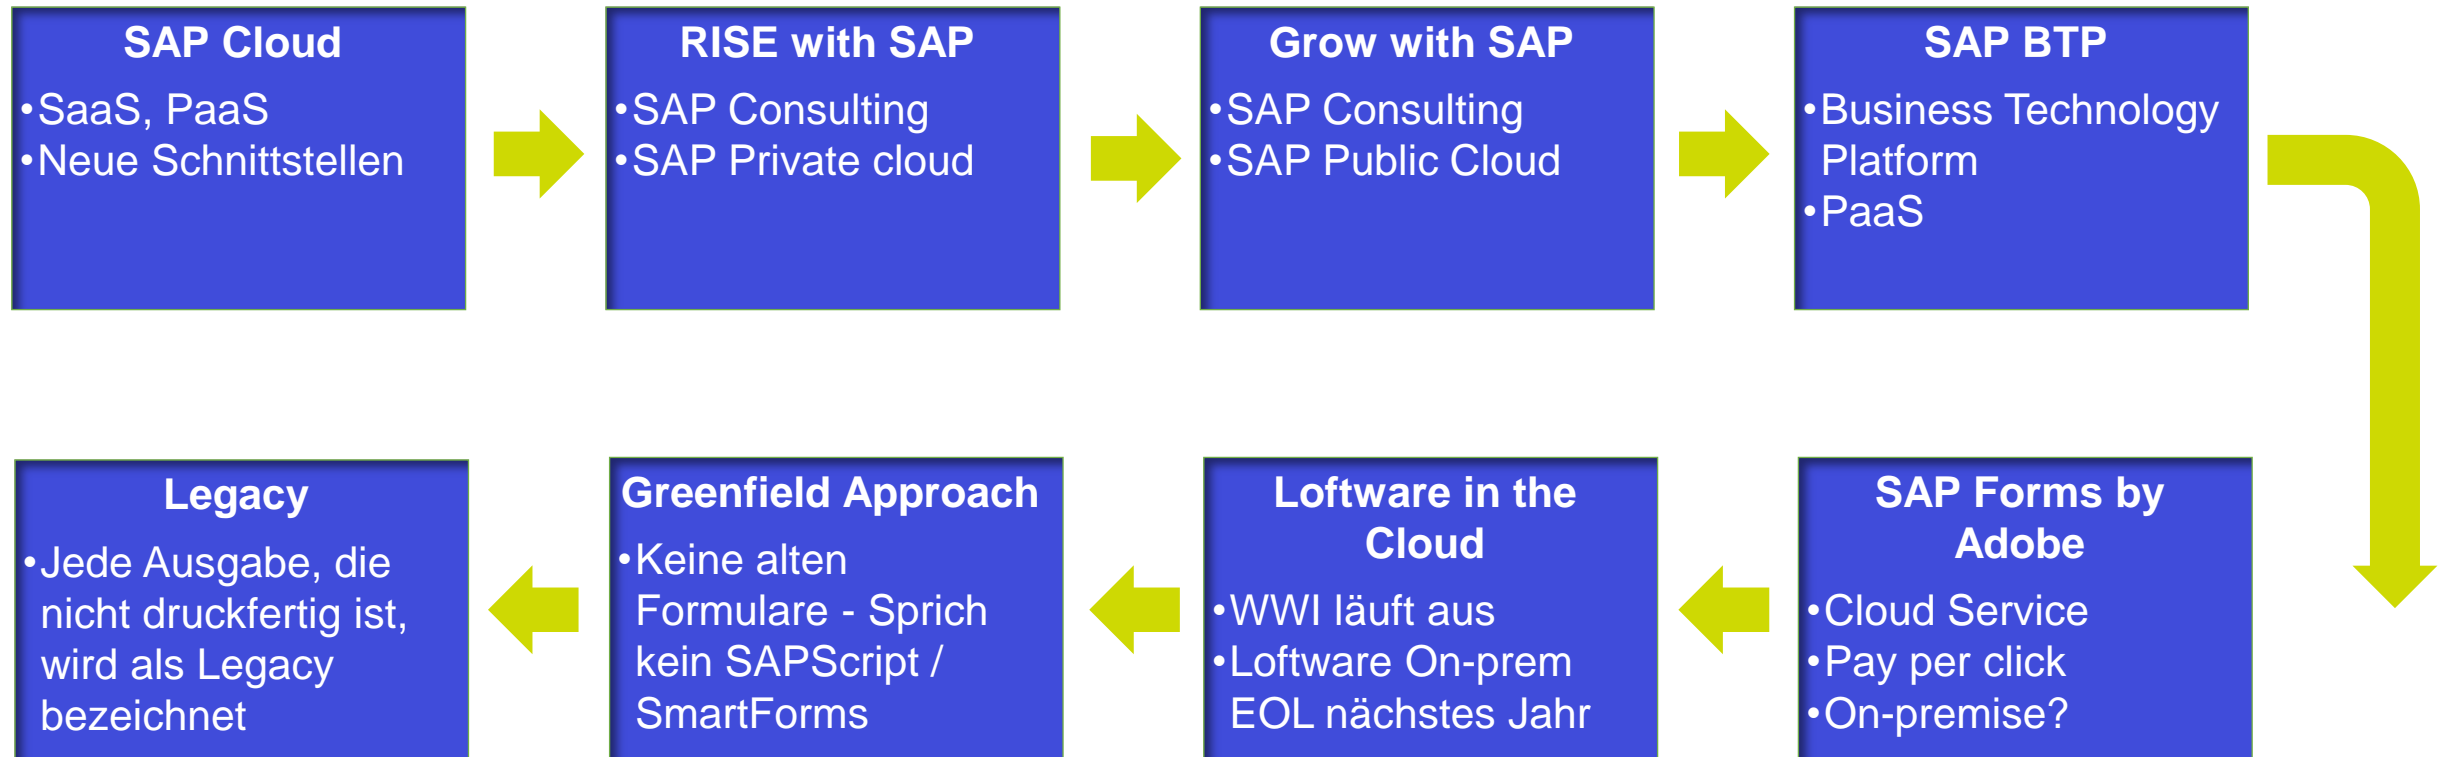 SAP Cloud
•SaaS, PaaS
•Neue Schnittstellen
RISE with SAP
•SAP Consulting
•SAP Private cloud
Grow with SAP
•SAP Consulting
•SAP Public Cloud
SAP BTP
•Business Technology
Platform
•PaaS
SAP Forms by
Adobe
•Cloud Service
•Pay per click
•On-premise?
Loftware in the
Cloud
•WWI läuft aus
•Loftware On-prem
EOL nächstes Jahr
Greenfield Approach
•Keine alten
Formulare - Sprich
kein SAPScript /
SmartForms
Legacy
•Jede Ausgabe, die
nicht druckfertig ist,
wird als Legacy
bezeichnet